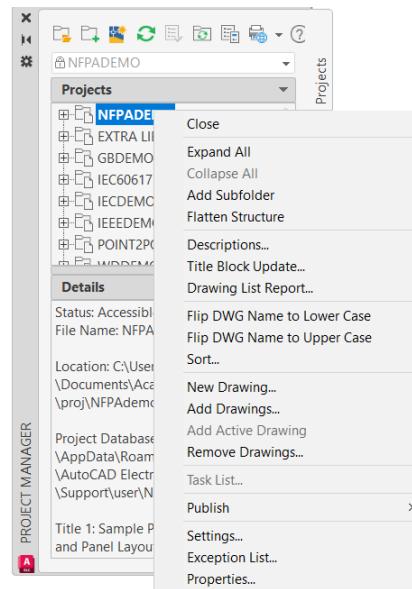 NFPADEMO
Projects
Projects
NFPADEMO
EXTRA LI
GBDEMO
IEC60617
IECDEMO
IEEEDEM
POINT2P
WDDEMO
Details
Status: Accessibl
File Name: NFPA
Location: C:\User
\Documents\Aca
\proj\NFPAdemo
Project Database
\AppData\Roam
\AutoCAD Electr
\Support\user\N
Title 1: Sample P
and Panel Layou
PROJECT MANAGER
A
Close
Expand All
Collapse All
Add Subfolder
Flatten Structure
Descriptions...
Title Block Update...
Drawing List Report...
Flip DWG Name to Lower Case
Flip DWG Name to Upper Case
Sort...
New Drawing...
Add Drawings...
Add Active Drawing
Remove Drawings...
Task List...
Publish
Settings...
Exception List...
Properties...